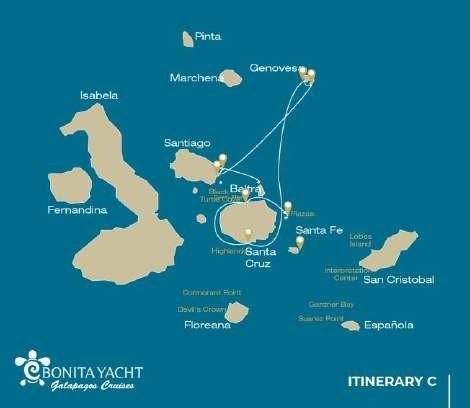 Pinta
Genovesa
Marchena
Isabela
Santiago
Black
Turtle Cove
Baltra
Fernandina
Plazas
Santa Fe
Lobos
Island
Highlands
Santa
Cruz
Interpretation
Center
San Cristobal
Cormorant Point
Devil's Crown
Gardner Bay
Floreana
Suarez Point
Española
BONITA YACHT
Galapagos Cruises
ITINERARY C